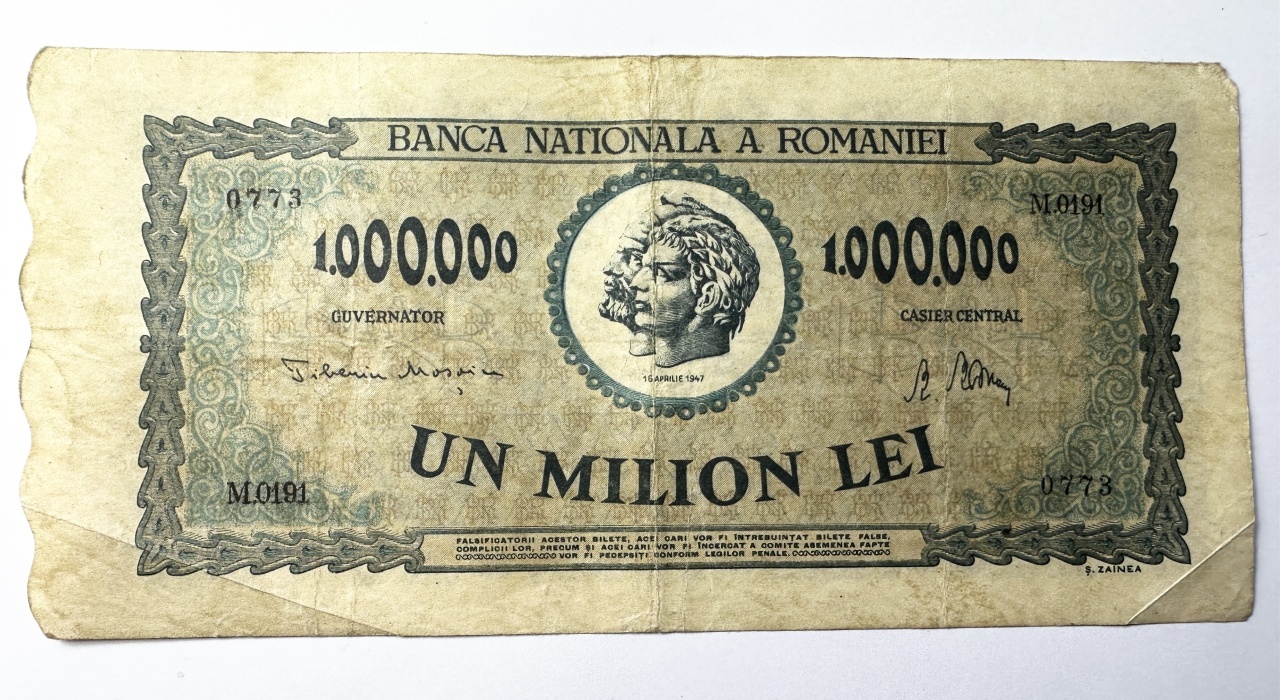 BANCA NATIONALA A ROMANIEI
0773
M.0191
1.000.000
1.000.000
GUVERNATOR
CASIER CENTRAL
16 APRILIE 1947
UN MILION LEI
M.0191
0773
FALSIFICATORII ACESTOR BILETE, ACEI CARI VOR FI ÎNTREBUINȚAT BILETE FALSE,
COMPLICII LOR, PRECUM ȘI ACEI CARI VOR FI ÎNCERCAT A COMITE ASEMENEA FAPTE
VOR FI PEDEPSIȚI CONFORM LEGILOR PENALE.
Ș. ZAINEA